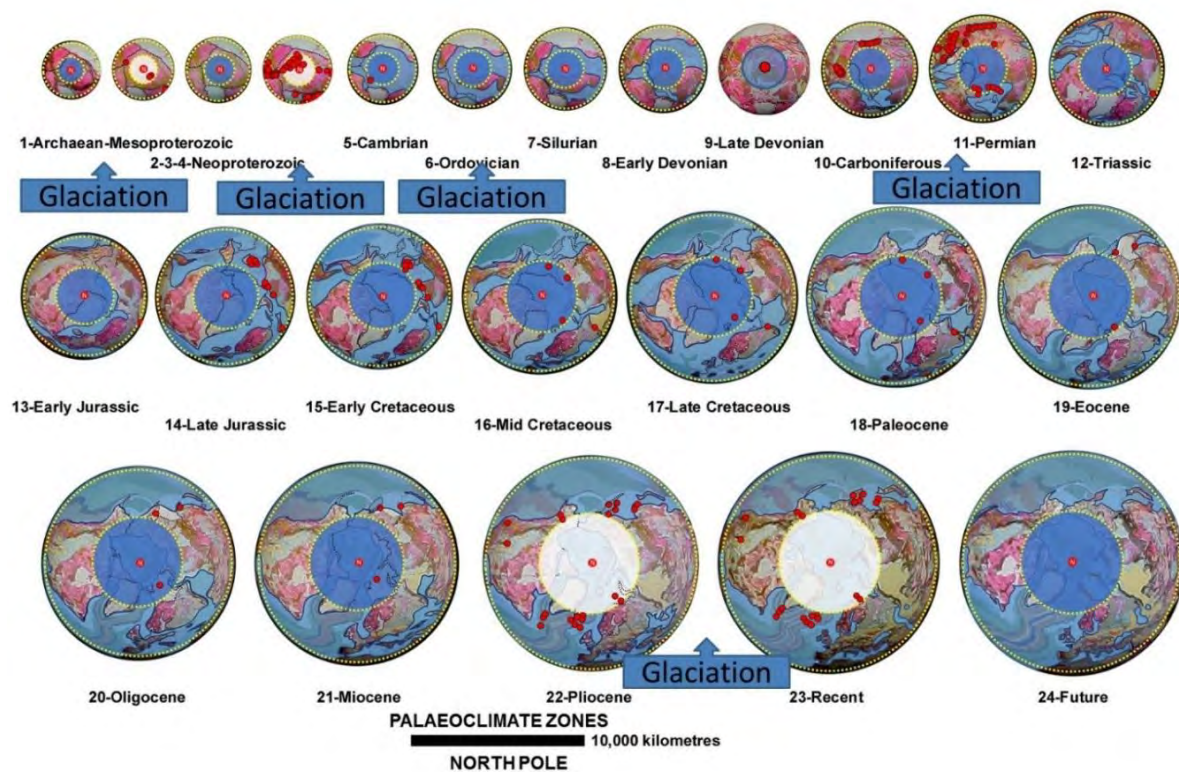 1-Archaean-Mesoproterozoic
2-3-4-Neoproterozoic
5-Cambrian
6-Ordovician
7-Silurian
8-Early Devonian
9-Late Devonian
10-Carboniferous
11-Permian
12-Triassic
Glaciation
Glaciation
Glaciation
Glaciation
13-Early Jurassic
14-Late Jurassic
15-Early Cretaceous
16-Mid Cretaceous
17-Late Cretaceous
18-Paleocene
19-Eocene
Glaciation
20-Oligocene
21-Miocene
22-Pliocene
23-Recent
24-Future
PALAEOCLIMATE ZONES
10,000 kilometres
NORTH POLE